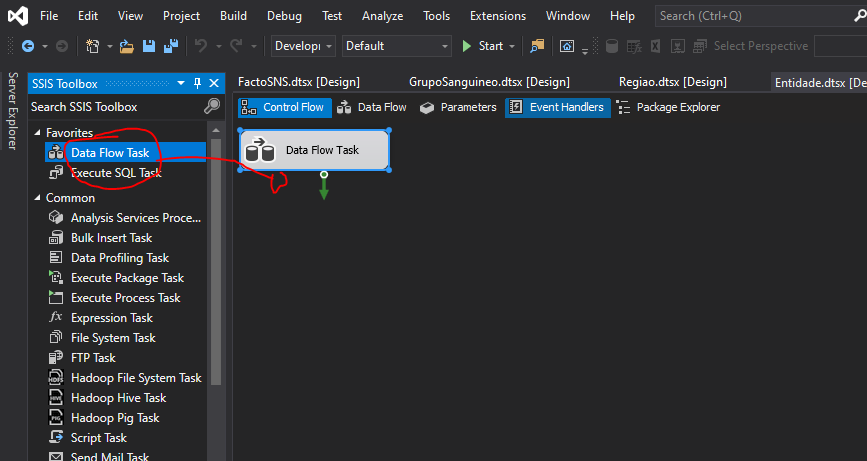 File Edit View Project Build Debug Test Analyze Tools Extensions Window Help Search (Ctrl+Q)
Develop Default Start Select Perspective
Server Explorer
SSIS Toolbox
Search SSIS Toolbox
Favorites
Data Flow Task
Execute SQL Task
Common
Analysis Services Proce...
Bulk Insert Task
Data Profiling Task
Execute Package Task
Execute Process Task
Expression Task
File System Task
FTP Task
Hadoop File System Task
Hadoop Hive Task
Hadoop Pig Task
Script Task
Send Mail Task
FactoSNS.dtsx [Design] GrupoSanguineo.dtsx [Design] Regiao.dtsx [Design] Entidade.dtsx [De
Control Flow Data Flow Parameters Event Handlers Package Explorer
Data Flow Task